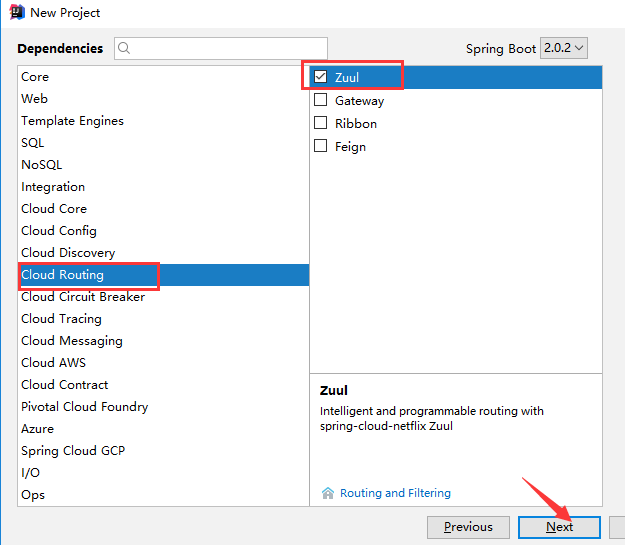 New Project
Dependencies
Spring Boot 2.0.2
Core
Web
Template Engines
SQL
NoSQL
Integration
Cloud Core
Cloud Config
Cloud Discovery
Cloud Routing
Cloud Circuit Breaker
Cloud Tracing
Cloud Messaging
Cloud AWS
Cloud Contract
Pivotal Cloud Foundry
Azure
Spring Cloud GCP
I/O
Ops
Zuul
Gateway
Ribbon
Feign
Zuul
Intelligent and programmable routing with
spring-cloud-netflix Zuul
Routing and Filtering
Previous
Next